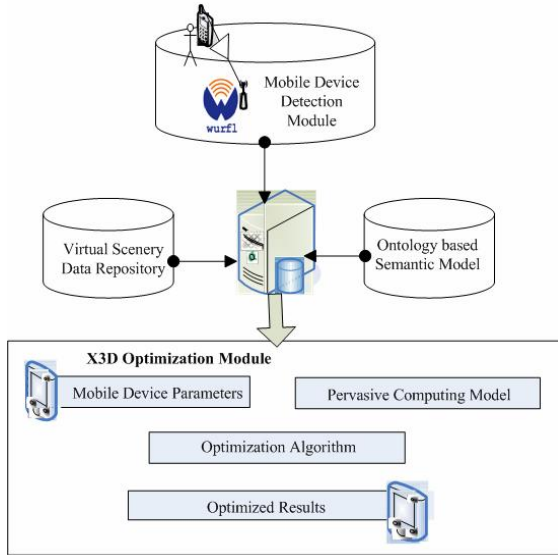 Mobile Device
Detection
Module
wurfl
Virtual Scenery
Data Repository
Ontology based
Semantic Model
X3D Optimization Module
Mobile Device Parameters
Pervasive Computing Model
Optimization Algorithm
Optimized Results